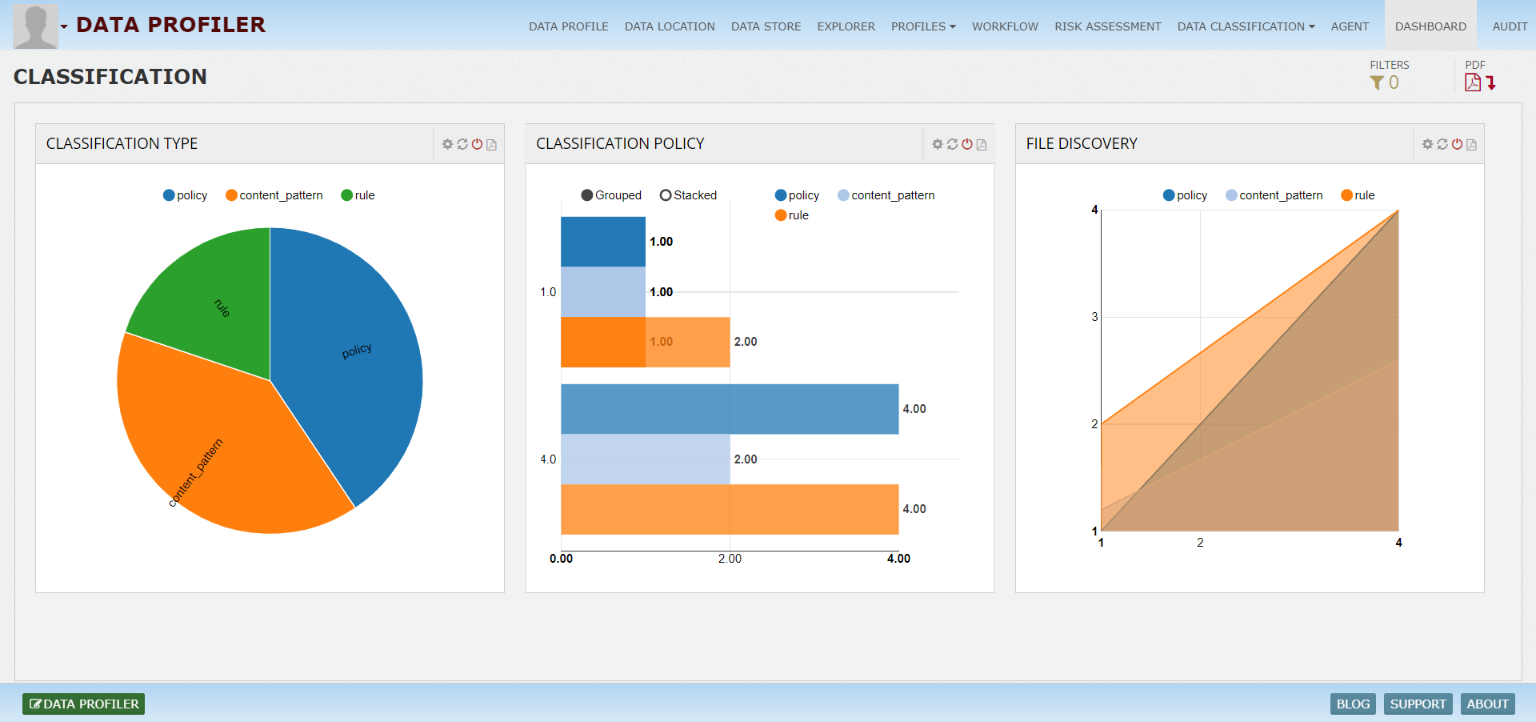 DATA PROFILER
DATA PROFILE DATA LOCATION DATA STORE EXPLORER PROFILES WORKFLOW RISK ASSESSMENT DATA CLASSIFICATION AGENT DASHBOARD AUDIT
CLASSIFICATION
FILTERS
0
PDF
CLASSIFICATION TYPE
policy content_pattern rule
rule
policy
content_pattern
CLASSIFICATION POLICY
Grouped Stacked policy content_pattern
rule
1.00
1.0 1.00
1.00 2.00
4.00
4.0 2.00
4.00
0.00 2.00 4.00
FILE DISCOVERY
policy content_pattern rule
4
3
2
1
1 2 4
DATA PROFILER
BLOG SUPPORT ABOUT